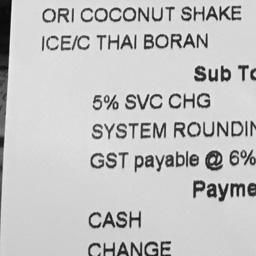 ORI COCONUT SHAKE
ICE/C THAI BORAN
Sub To
5% SVC CHG
SYSTEM ROUNDIN
GST payable @ 6%
Payme
CASH
CHANGE